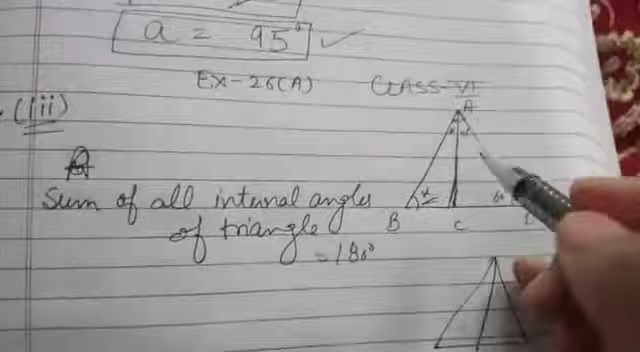 a = 95°
Ex-26(A) CLASS-VI
(iii)
A
Sum of all internal angles
of triangle
= 180°
B
C